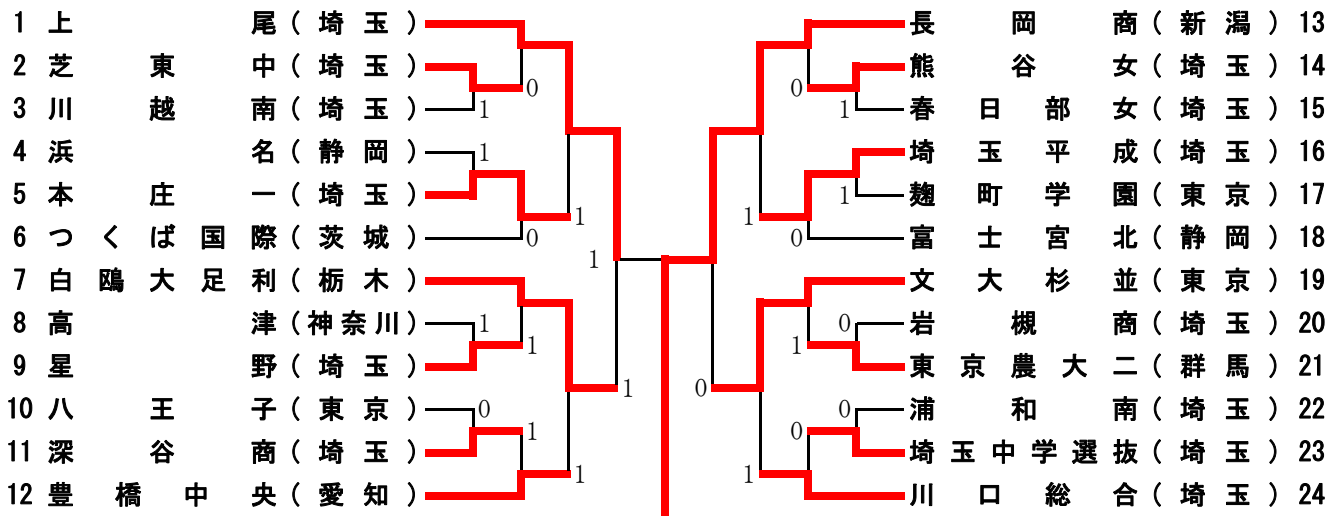 1 上尾(埼玉)
2 芝東中(埼玉)
0
3 川越南(埼玉)
1
4 浜名(静岡)
1
5 本庄一(埼玉)
1
6 つくば国際(茨城)
0
1
7 白鴎大足利(栃木)
8 高津(神奈川)
1
1
9 星野(埼玉)
1
10 八王子(東京)
0
11 深谷商(埼玉)
1
1
12 豊橋中央(愛知)
長岡商(新潟) 13
0
熊谷女(埼玉) 14
1
春日部女(埼玉) 15
埼玉平成(埼玉) 16
1
麹町学園(東京) 17
1
0
富士宮北(静岡) 18
文大杉並(東京) 19
0
岩槻商(埼玉) 20
1
東京農大二(群馬) 21
0
0
浦和南(埼玉) 22
0
埼玉中学選抜(埼玉) 23
1
川口総合(埼玉) 24